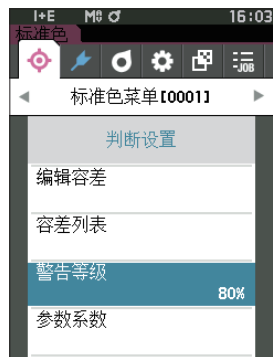 I+E M 16:03
标准色
-JOB
标准色菜单[0001]
判断设置
编辑容差
容差列表
警告等级
80%
参数系数